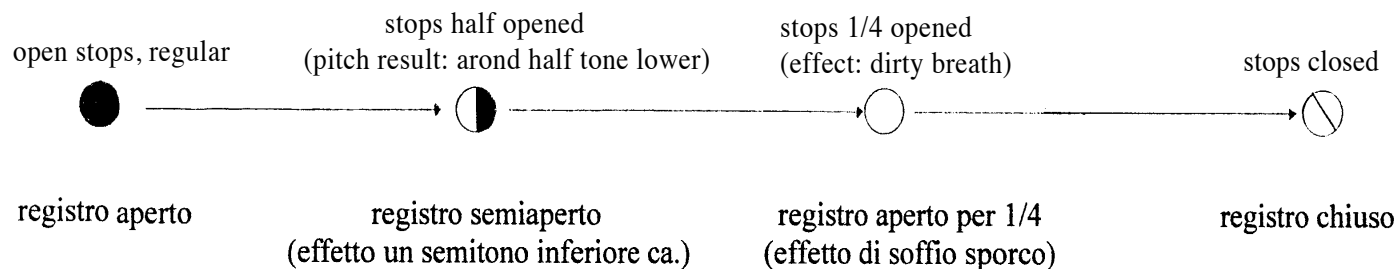 open stops, regular
stops half opened
(pitch result: arond half tone lower)
stops 1/4 opened
(effect: dirty breath)
stops closed
registro aperto
registro semiaperto
(effetto un semitono inferiore ca.)
registro aperto per 1/4
(effetto di soffio sporco)
registro chiuso